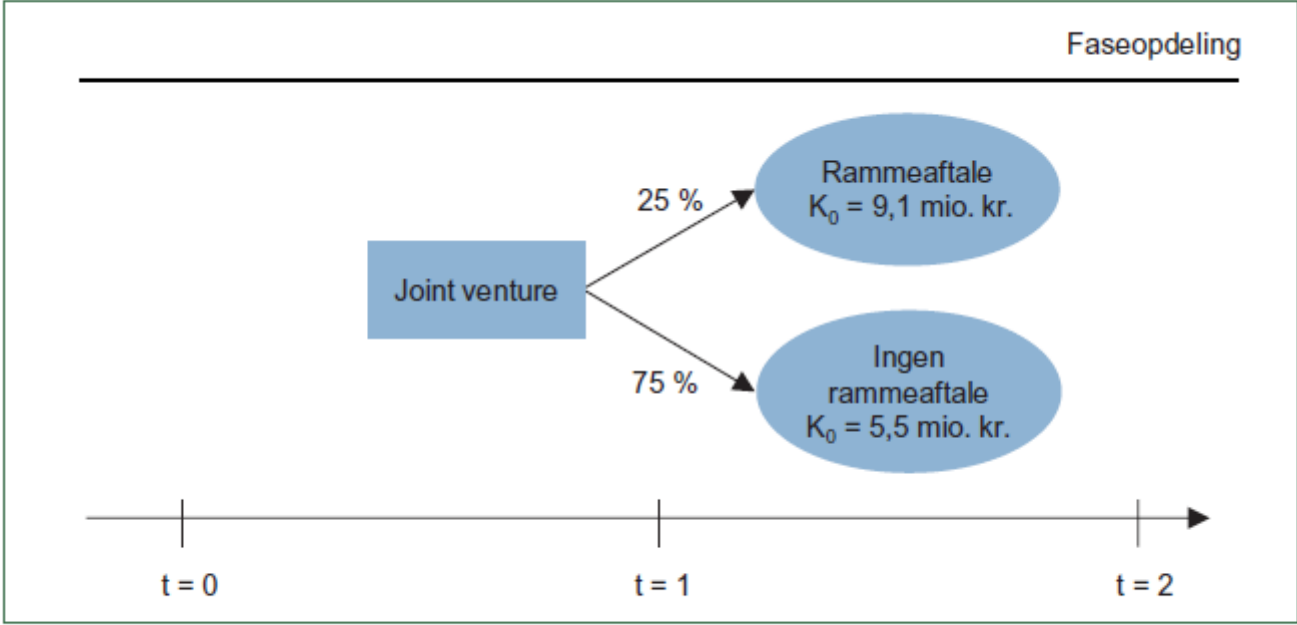 Faseopdeling
25 %
Rammeaftale
K₀ = 9,1 mio. kr.
Joint venture
75 %
Ingen
rammeaftale
K₀ = 5,5 mio. kr.
t = 0
t = 1
t = 2